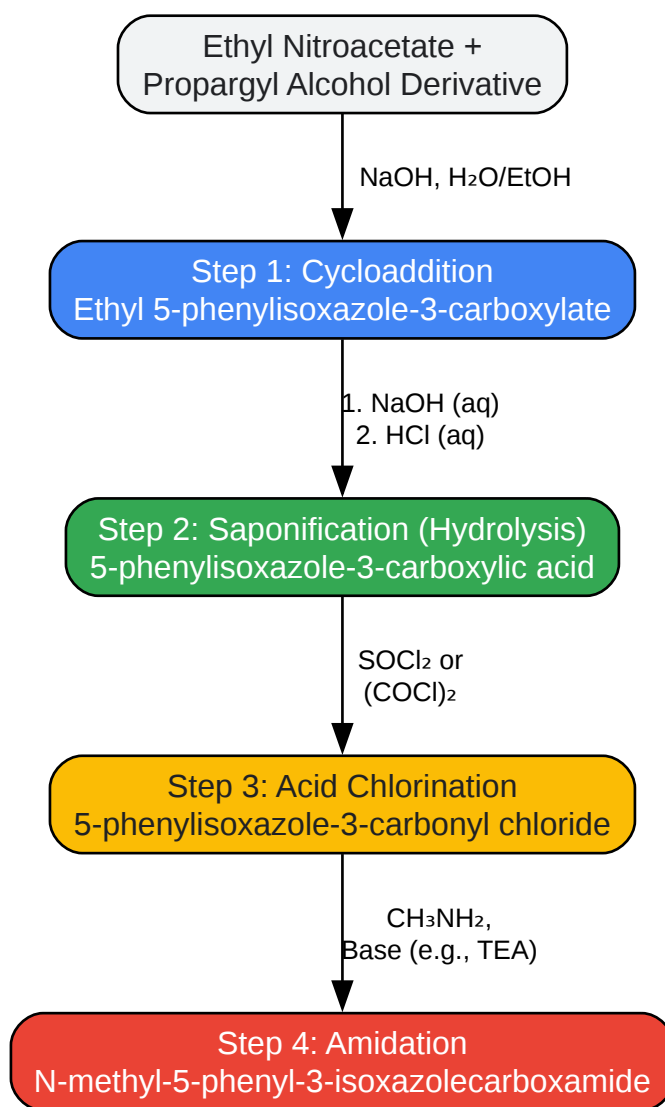 Ethyl Nitroacetate +
Propargyl Alcohol Derivative
NaOH, H₂O/EtOH
Step 1: Cycloaddition
Ethyl 5-phenylisoxazole-3-carboxylate
1. NaOH (aq)
2. HCl (aq)
Step 2: Saponification (Hydrolysis)
5-phenylisoxazole-3-carboxylic acid
SOCl₂ or
(COCl)₂
Step 3: Acid Chlorination
5-phenylisoxazole-3-carbonyl chloride
CH₃NH₂,
Base (e.g., TEA)
Step 4: Amidation
N-methyl-5-phenyl-3-isoxazolecarboxamide